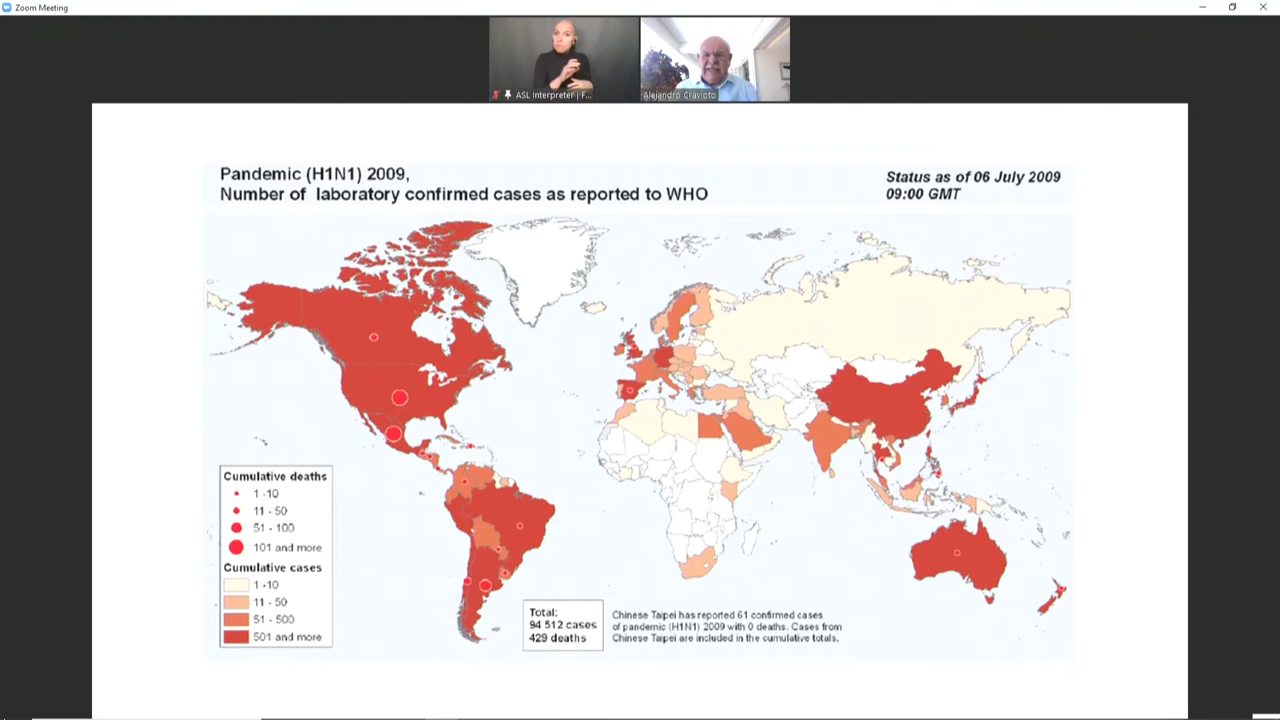 Zoom Meeting
ASL Interpreter | F...
Alejandro Cravioto
Pandemic (H1N1) 2009,
Number of laboratory confirmed cases as reported to WHO
Status as of 06 July 2009
09:00 GMT
Cumulative deaths
1 -10
11 - 50
51 - 100
101 and more
Cumulative cases
1 -10
11 - 50
51 - 500
501 and more
Total:
94 512 cases
429 deaths
Chinese Taipei has reported 61 confirmed cases
of pandemic (H1N1) 2009 with 0 deaths. Cases from
Chinese Taipei are included in the cumulative totals.